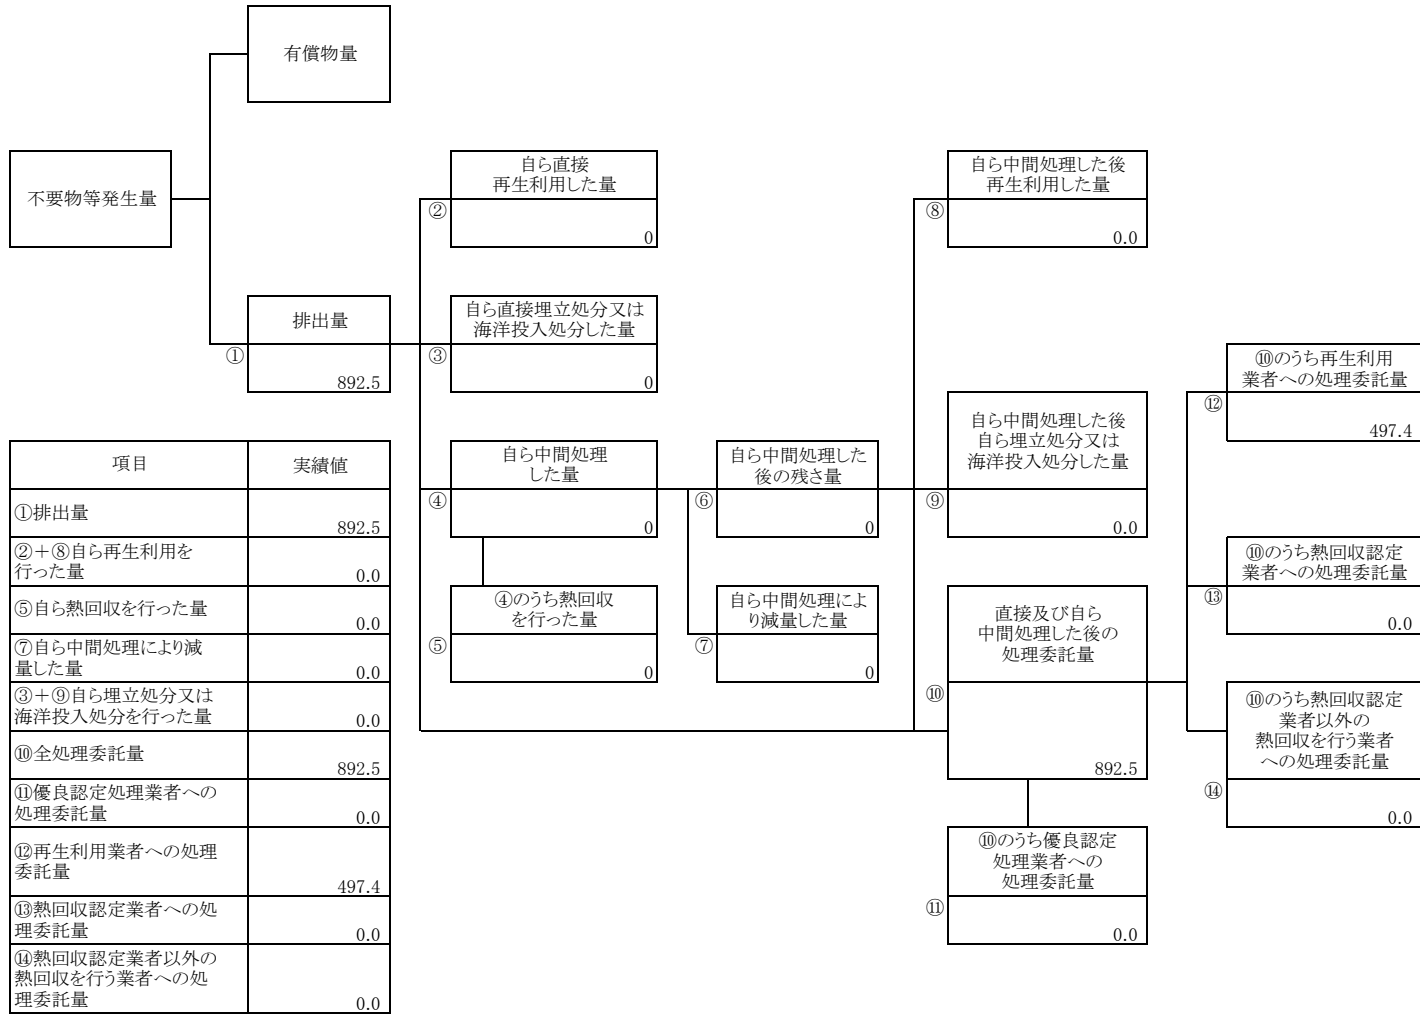 有償物量
不要物等発生量
自ら直接
再生利用した量
②
0
自ら中間処理した後
再生利用した量
⑧
0.0
排出量
①
892.5
自ら直接埋立処分又は
海洋投入処分した量
③
0
⑩のうち再生利用
業者への処理委託量
⑫
497.4
自ら中間処理
した量
④
0
自ら中間処理した
後の残さ量
⑥
0
自ら中間処理した後
自ら埋立処分又は
海洋投入処分した量
⑨
0.0
⑩のうち熱回収認定
業者への処理委託量
⑬
0.0
④のうち熱回収
を行った量
⑤
0
自ら中間処理によ
り減量した量
⑦
0
直接及び自ら
中間処理した後の
処理委託量
⑩
892.5
⑩のうち熱回収認定
業者以外の
熱回収を行う業者
への処理委託量
⑭
0.0
⑩のうち優良認定
処理業者への
処理委託量
⑪
0.0
項目 実績値
①排出量
892.5
②＋⑧自ら再生利用を
行った量 0.0
⑤自ら熱回収を行った量
0.0
⑦自ら中間処理により減
量した量 0.0
③＋⑨自ら埋立処分又は
海洋投入処分を行った量 0.0
⑩全処理委託量
892.5
⑪優良認定処理業者への
処理委託量 0.0
⑫再生利用業者への処理
委託量
497.4
⑬熱回収認定業者への処
理委託量 0.0
⑭熱回収認定業者以外の
熱回収を行う業者への処
理委託量 0.0